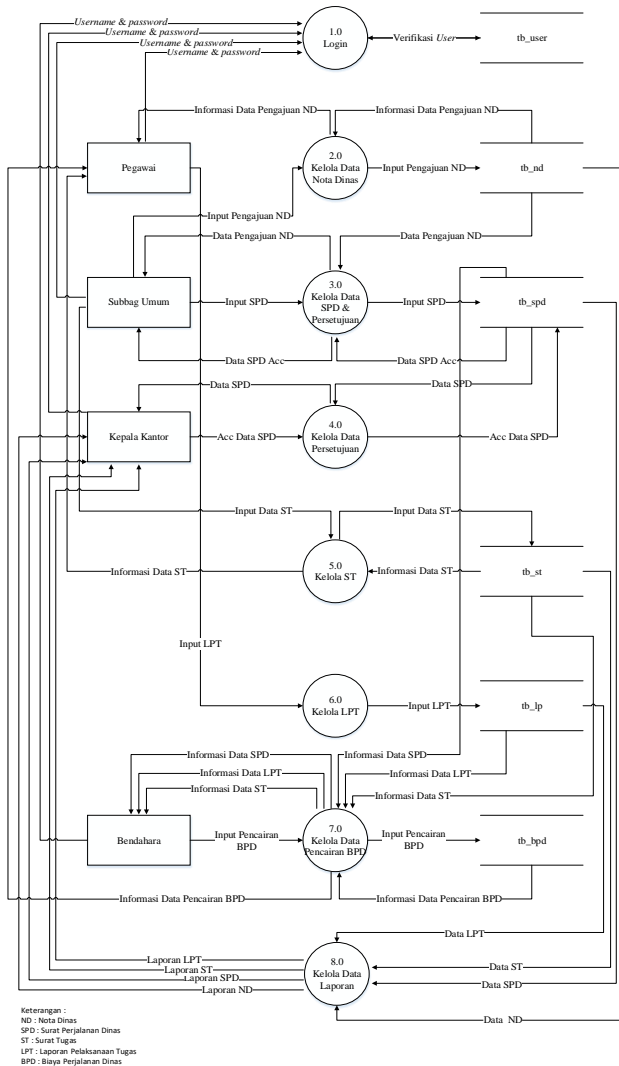 Username & password
Username & password
Username & password
Username & password
1.0
Login
Verifikasi User
tb_user
Informasi Data Pengajuan ND
Informasi Data Pengajuan ND
Pegawai
2.0
Kelola Data
Nota Dinas
Input Pengajuan ND
tb_nd
Input Pengajuan ND
Data Pengajuan ND
Data Pengajuan ND
Subbag Umum
Input SPD
3.0
Kelola Data
SPD &
Persetujuan
Input SPD
tb_spd
Data SPD Acc
Data SPD Acc
Data SPD
Data SPD
Kepala Kantor
Acc Data SPD
4.0
Kelola Data
Persetujuan
Acc Data SPD
Input Data ST
Input Data ST
Informasi Data ST
5.0
Kelola ST
Informasi Data ST
tb_st
Input LPT
6.0
Kelola LPT
Input LPT
tb_lp
Informasi Data SPD
Informasi Data SPD
Informasi Data LPT
Informasi Data LPT
Informasi Data ST
Informasi Data ST
Bendahara
Input Pencairan
BPD
7.0
Kelola Data
Pencairan BPD
Input Pencairan
BPD
tb_bpd
Informasi Data Pencairan BPD
Informasi Data Pencairan BPD
Data LPT
Laporan LPT
Laporan ST
Laporan SPD
Laporan ND
8.0
Kelola Data
Laporan
Data ST
Data SPD
Data ND
Keterangan :
ND : Nota Dinas
SPD : Surat Perjalanan Dinas
ST : Surat Tugas
LPT : Laporan Pelaksanaan Tugas
BPD : Biaya Perjalanan Dinas